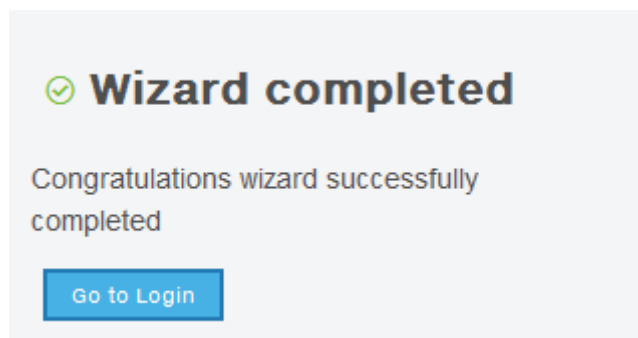 Wizard completed
Congratulations wizard successfully
completed
Go to Login